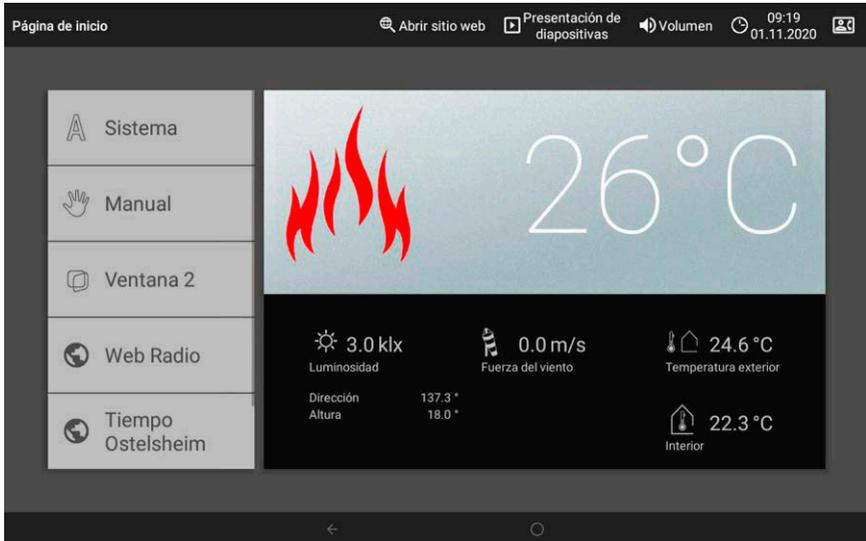 Página de inicio
Abrir sitio web
Presentación de
diapositivas
Volumen
09:19
01.11.2020
Sistema
Manual
Ventana 2
Web Radio
Tiempo
Ostelsheim
26°C
3.0 klx
Luminosidad
0.0 m/s
Fuerza del viento
24.6 °C
Temperatura exterior
Dirección 137.3 °
Altura 18.0 °
22.3 °C
Interior